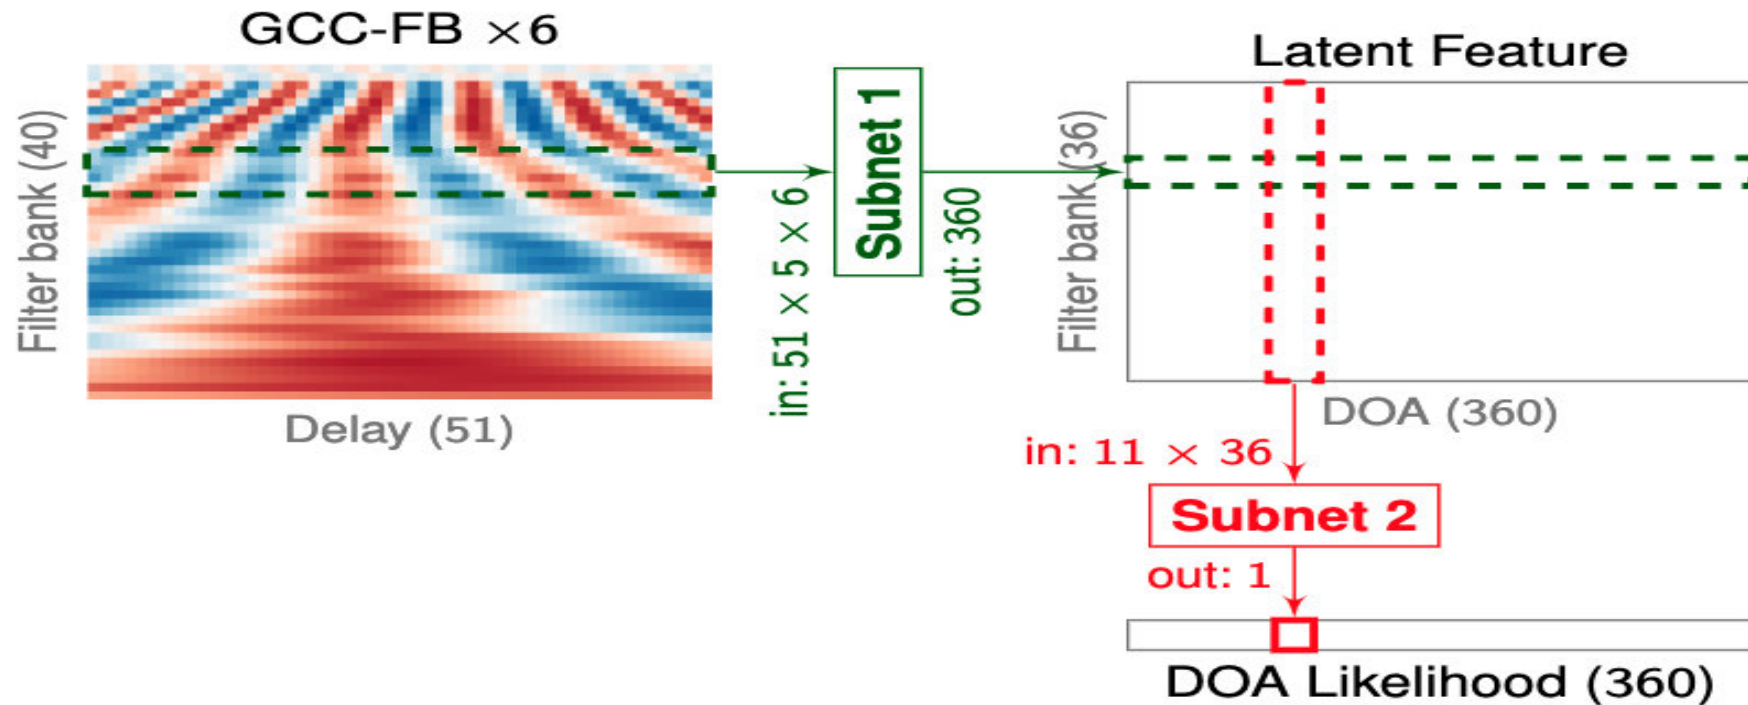 GCC-FB ×6
Filter bank (40)
Delay (51)
in: 51 × 5 × 6
Subnet 1
out: 360
Latent Feature
Filter bank (36)
DOA (360)
in: 11 × 36
Subnet 2
out: 1
DOA Likelihood (360)